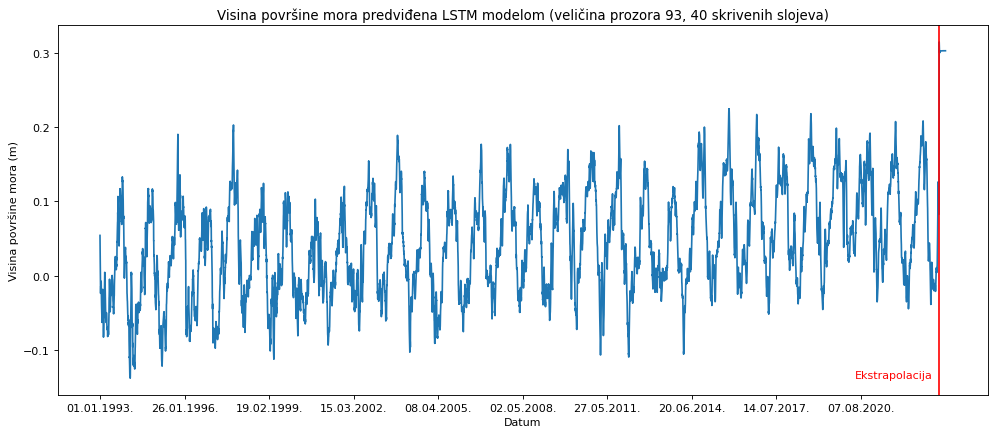 Visina površine mora predviđena LSTM modelom (veličina prozora 93, 40 skrivenih slojeva)
0.3
0.2
0.1
0.0
−0.1
Visina površine mora (m)
Ekstrapolacija
01.01.1993. 26.01.1996. 19.02.1999. 15.03.2002. 08.04.2005. 02.05.2008. 27.05.2011. 20.06.2014. 14.07.2017. 07.08.2020.
Datum